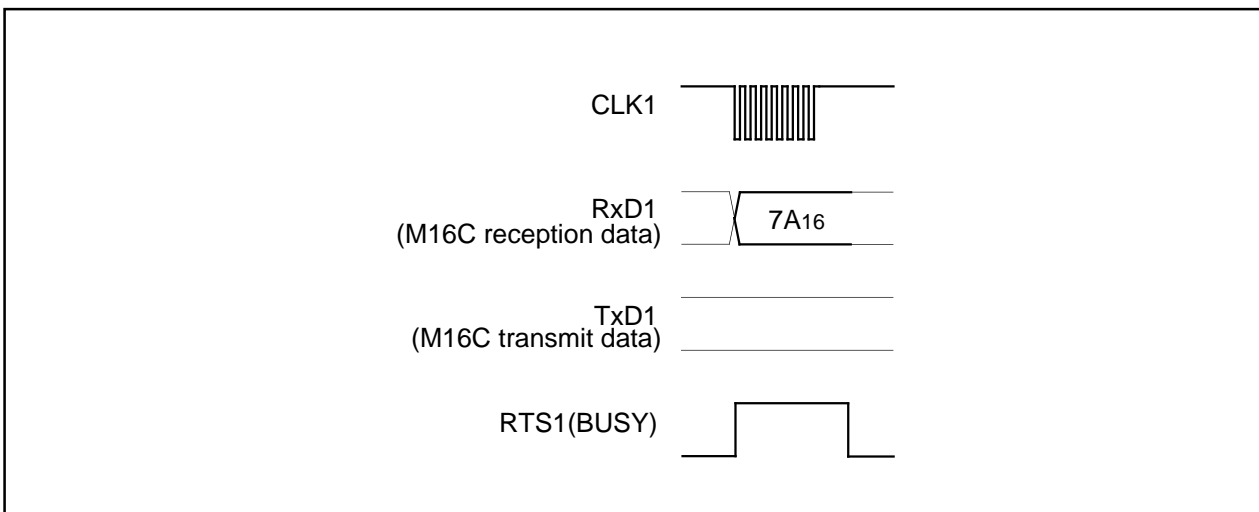 CLK1
RxD1
(M16C reception data)
7A16
TxD1
(M16C transmit data)
RTS1(BUSY)